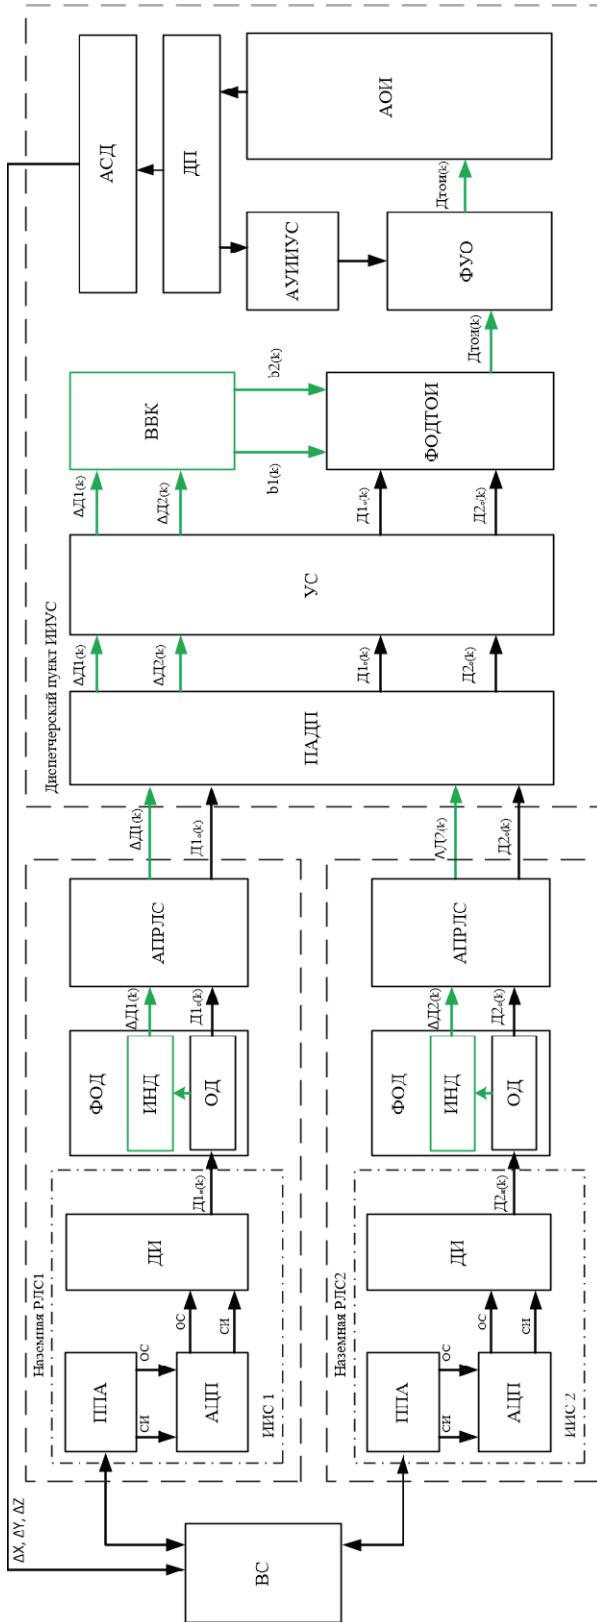 ΔX, ΔY, ΔZ
ВС
Наземная РЛС1
ППА
ос
си
АЦП
ос
си
ДИ
ИИС 1
Д1и(k)
ФОД
ИНД
ОД
ΔД1(k)
Д1о(k)
АПРЛС
ΔД1(k)
Д1о(k)
Наземная РЛС2
ППА
ос
си
АЦП
ос
си
ДИ
ИИС 2
Д2и(k)
ФОД
ИНД
ОД
ΔД2(k)
Д2о(k)
АПРЛС
ΔД2(k)
Д2о(k)
Диспетчерский пункт ИИУС
ПАДП
ΔД1(k)
ΔД2(k)
Д1о(k)
Д2о(k)
УС
ΔД1(k)
ΔД2(k)
Д1о(k)
Д2о(k)
ВВК
b1(k)
b2(k)
ФОДТОИ
Дтои(k)
АСД
ДП
АУИИУС
ФУО
Дтои(k)
АОИ